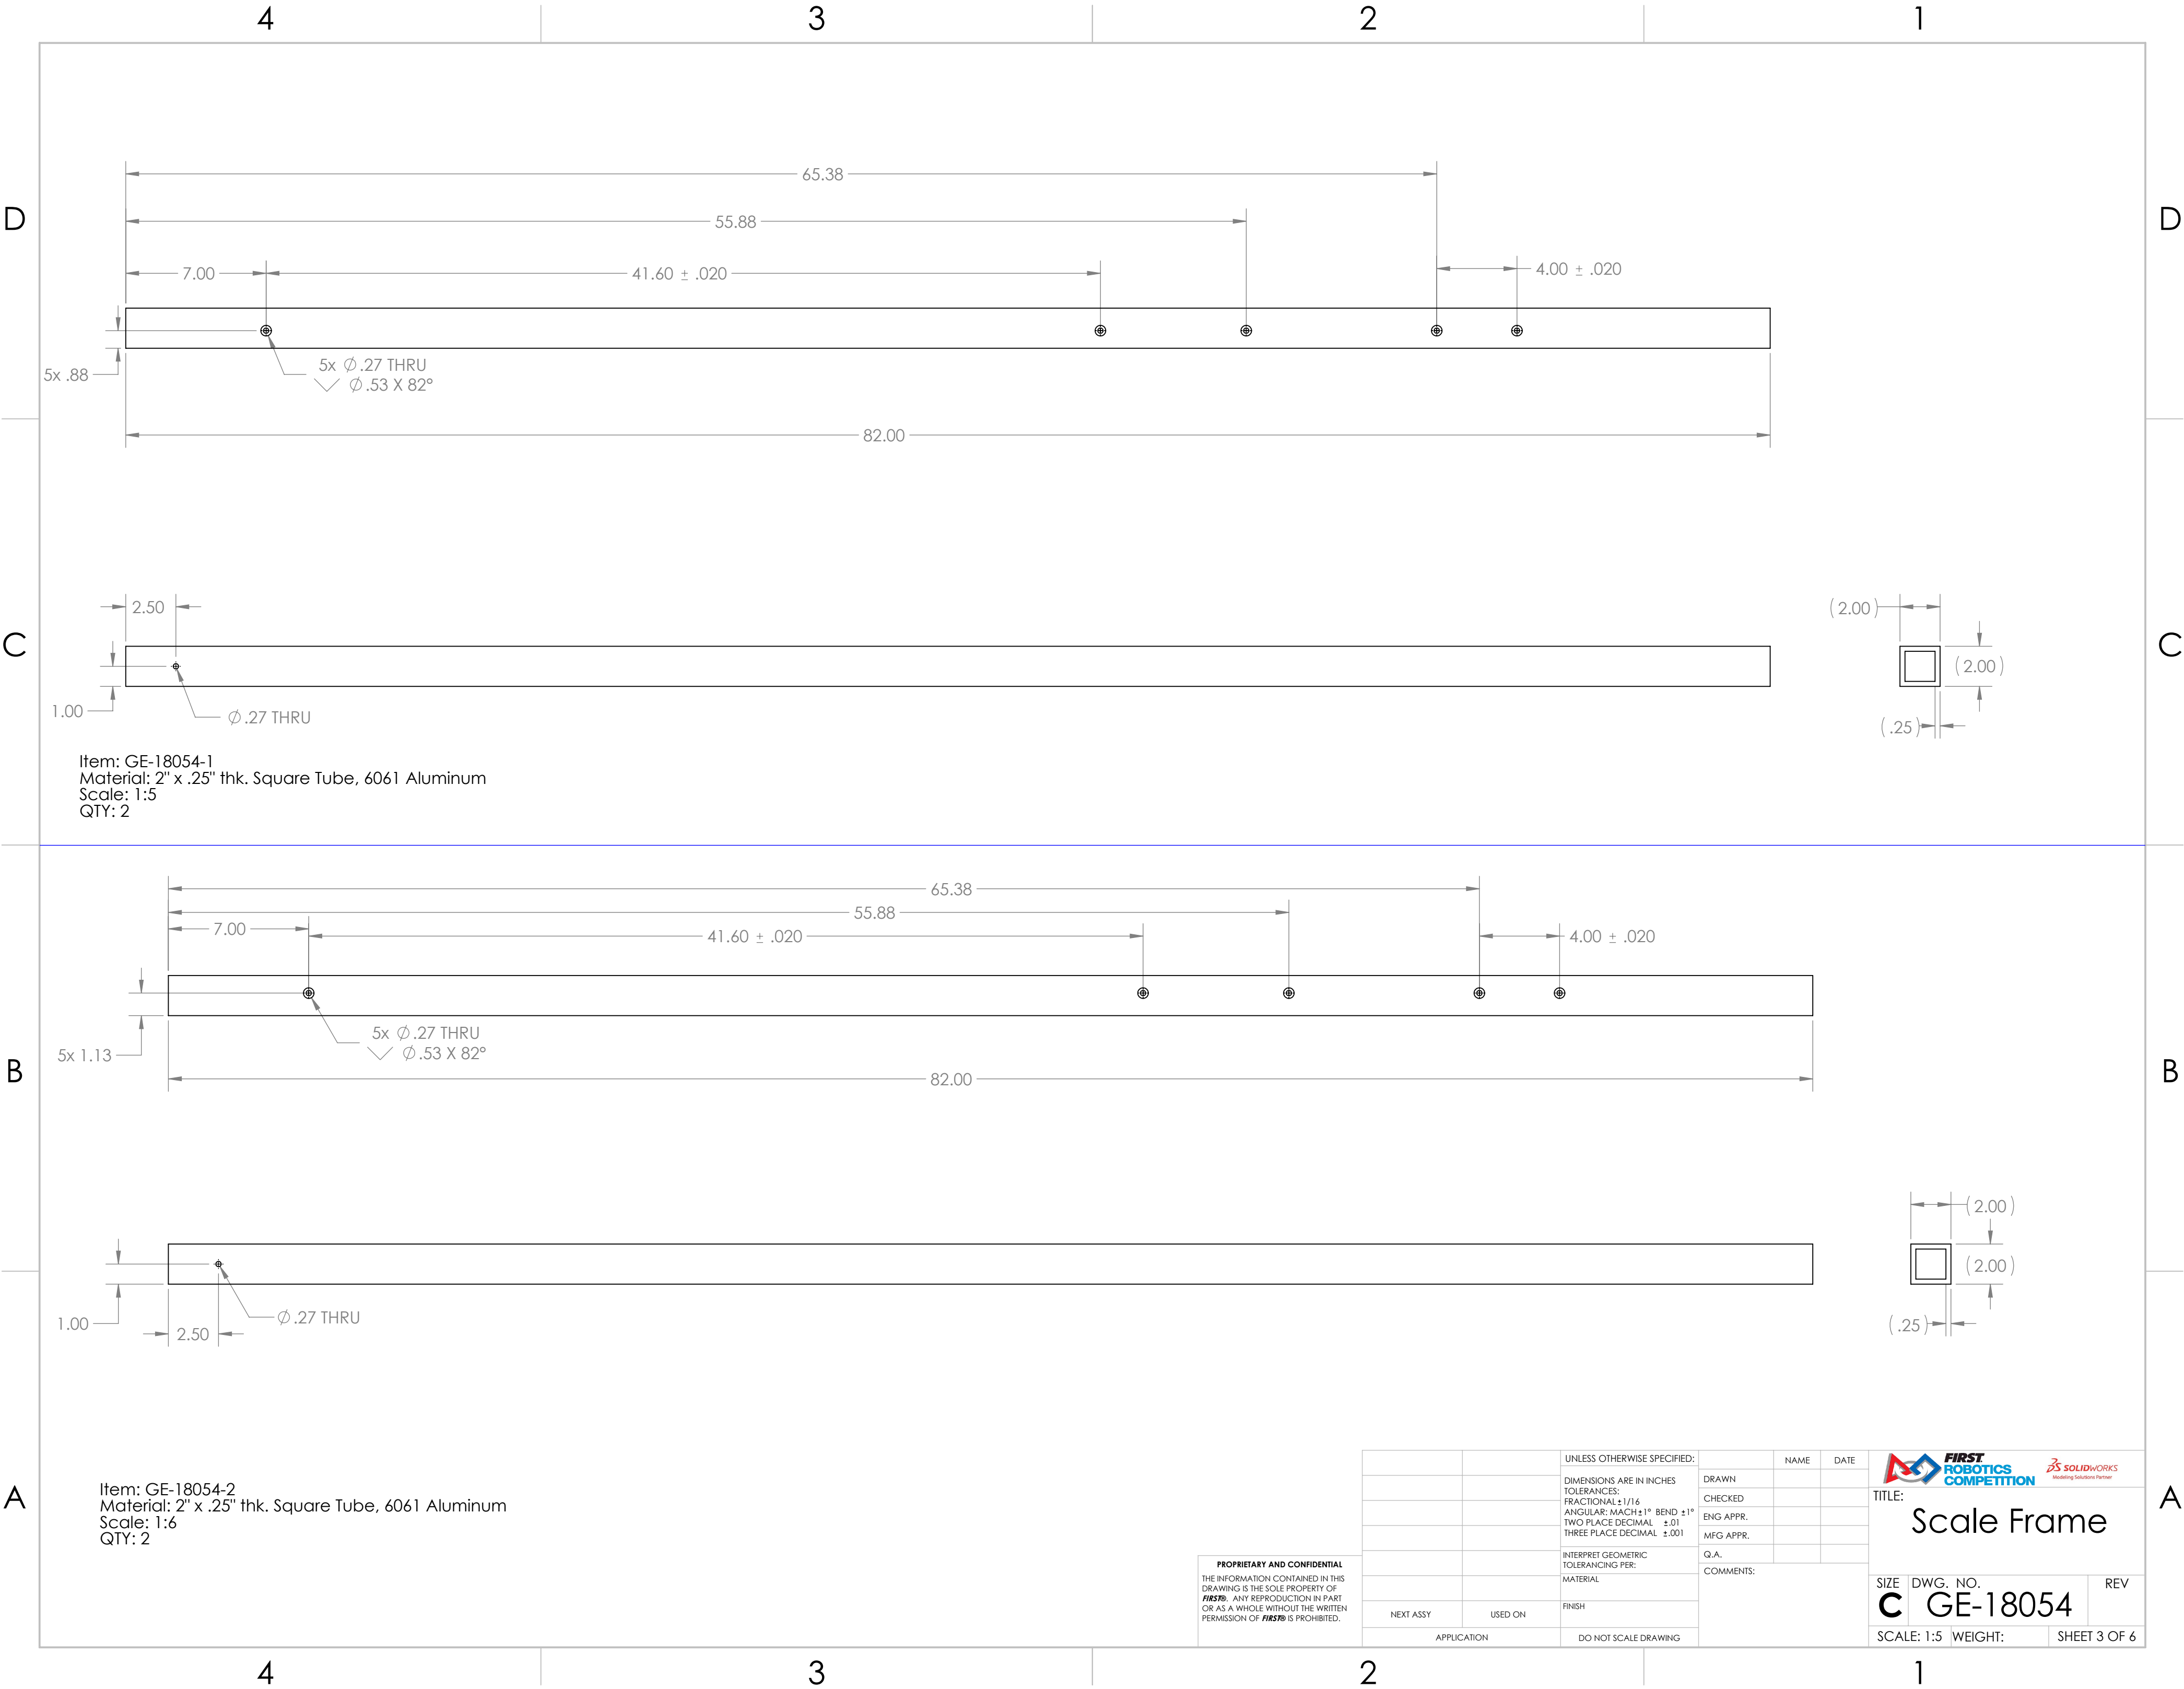 4 3 2 1
D D
65.38
55.88
7.00 41.60 ± .020 4.00 ± .020
5x .88
5x ∅.27 THRU
⌵ ∅.53 X 82°
82.00
C C
2.50
1.00
∅.27 THRU
(2.00)
(2.00)
(.25)
Item: GE-18054-1
Material: 2" x .25" thk. Square Tube, 6061 Aluminum
Scale: 1:5
QTY: 2
65.38
55.88
7.00
41.60 ± .020 4.00 ± .020
5x 1.13
5x ∅.27 THRU
⌵ ∅.53 X 82°
B B
82.00
(2.00)
(2.00)
(.25)
1.00
2.50
∅.27 THRU
A A
Item: GE-18054-2
Material: 2" x .25" thk. Square Tube, 6061 Aluminum
Scale: 1:6
QTY: 2
PROPRIETARY AND CONFIDENTIAL
THE INFORMATION CONTAINED IN THIS
DRAWING IS THE SOLE PROPERTY OF
FIRST®. ANY REPRODUCTION IN PART
OR AS A WHOLE WITHOUT THE WRITTEN
PERMISSION OF FIRST® IS PROHIBITED.
NEXT ASSY USED ON
APPLICATION
UNLESS OTHERWISE SPECIFIED:
DIMENSIONS ARE IN INCHES
TOLERANCES:
FRACTIONAL±1/16
ANGULAR: MACH±1° BEND ±1°
TWO PLACE DECIMAL ±.01
THREE PLACE DECIMAL ±.001
INTERPRET GEOMETRIC
TOLERANCING PER:
MATERIAL
FINISH
DO NOT SCALE DRAWING
NAME DATE
DRAWN
CHECKED
ENG APPR.
MFG APPR.
Q.A.
COMMENTS:
FIRST
ROBOTICS
COMPETITION
SOLIDWORKS
Modeling Solutions Partner
TITLE:
Scale Frame
SIZE DWG. NO. REV
C GE-18054
SCALE: 1:5 WEIGHT: SHEET 3 OF 6
4 3 2 1